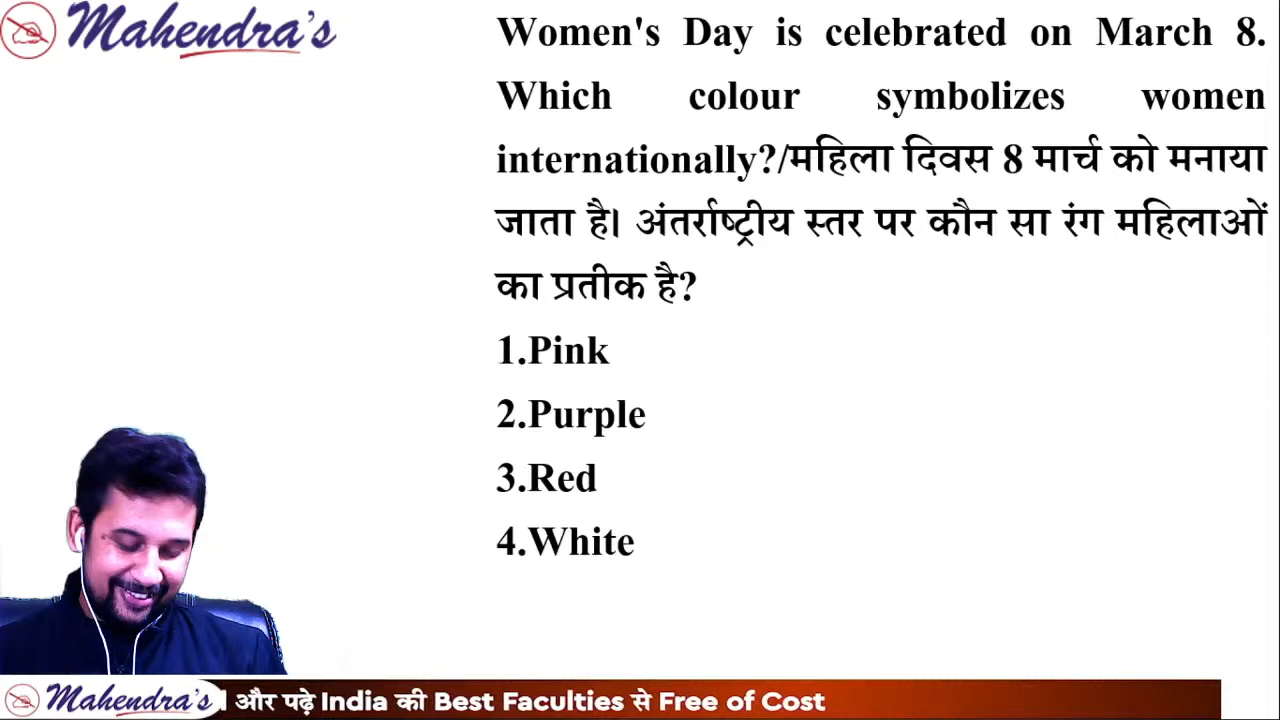 Mahendra's
Women's Day is celebrated on March 8.
Which colour symbolizes women
internationally?/महिला दिवस 8 मार्च को मनाया
जाता है। अंतर्राष्ट्रीय स्तर पर कौन सा रंग महिलाओं
का प्रतीक है?
1.Pink
2.Purple
3.Red
4.White
Mahendra's और पढ़े India की Best Faculties से Free of Cost